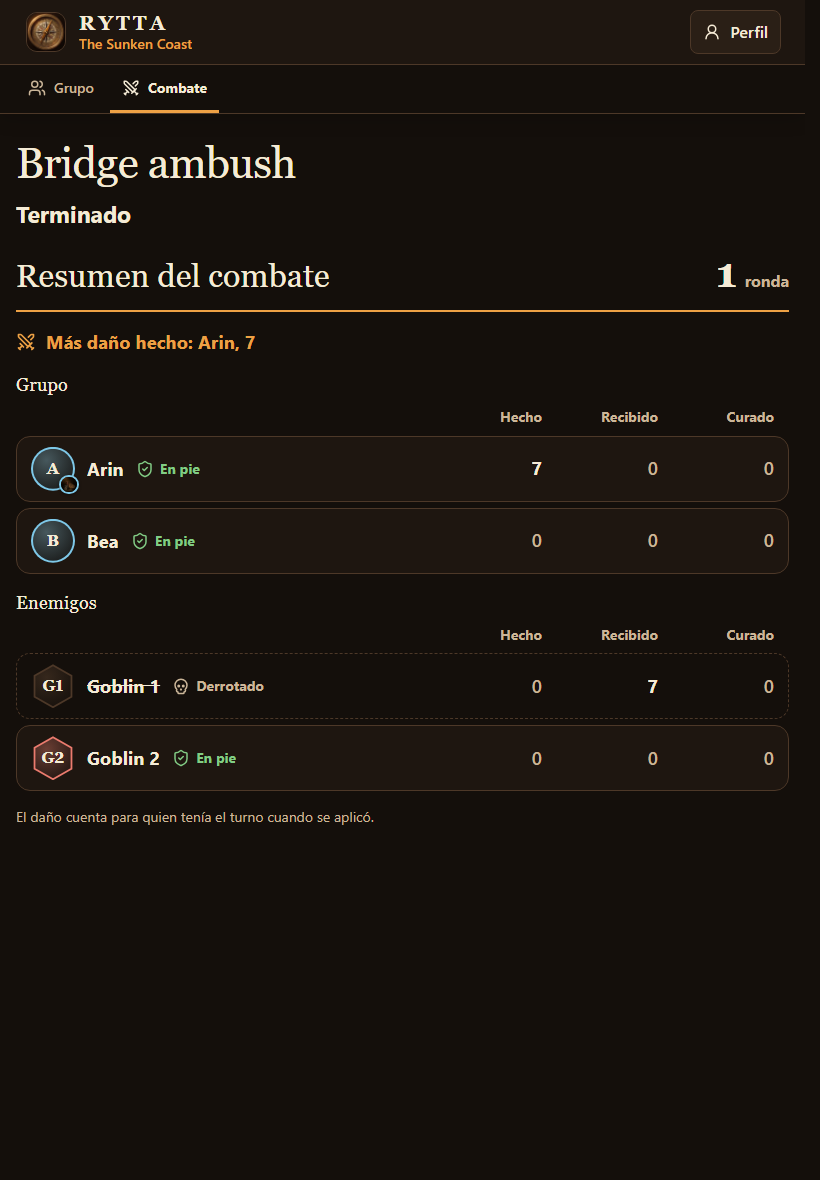 RYTTA
The Sunken Coast
Perfil
Grupo
Combate
Bridge ambush
Terminado
Resumen del combate
1 ronda
Más daño hecho: Arin, 7
Grupo
Hecho Recibido Curado
A Arin En pie 7 0 0
B Bea En pie 0 0 0
Enemigos
Hecho Recibido Curado
G1 Goblin 1 Derrotado 0 7 0
G2 Goblin 2 En pie 0 0 0
El daño cuenta para quien tenía el turno cuando se aplicó.